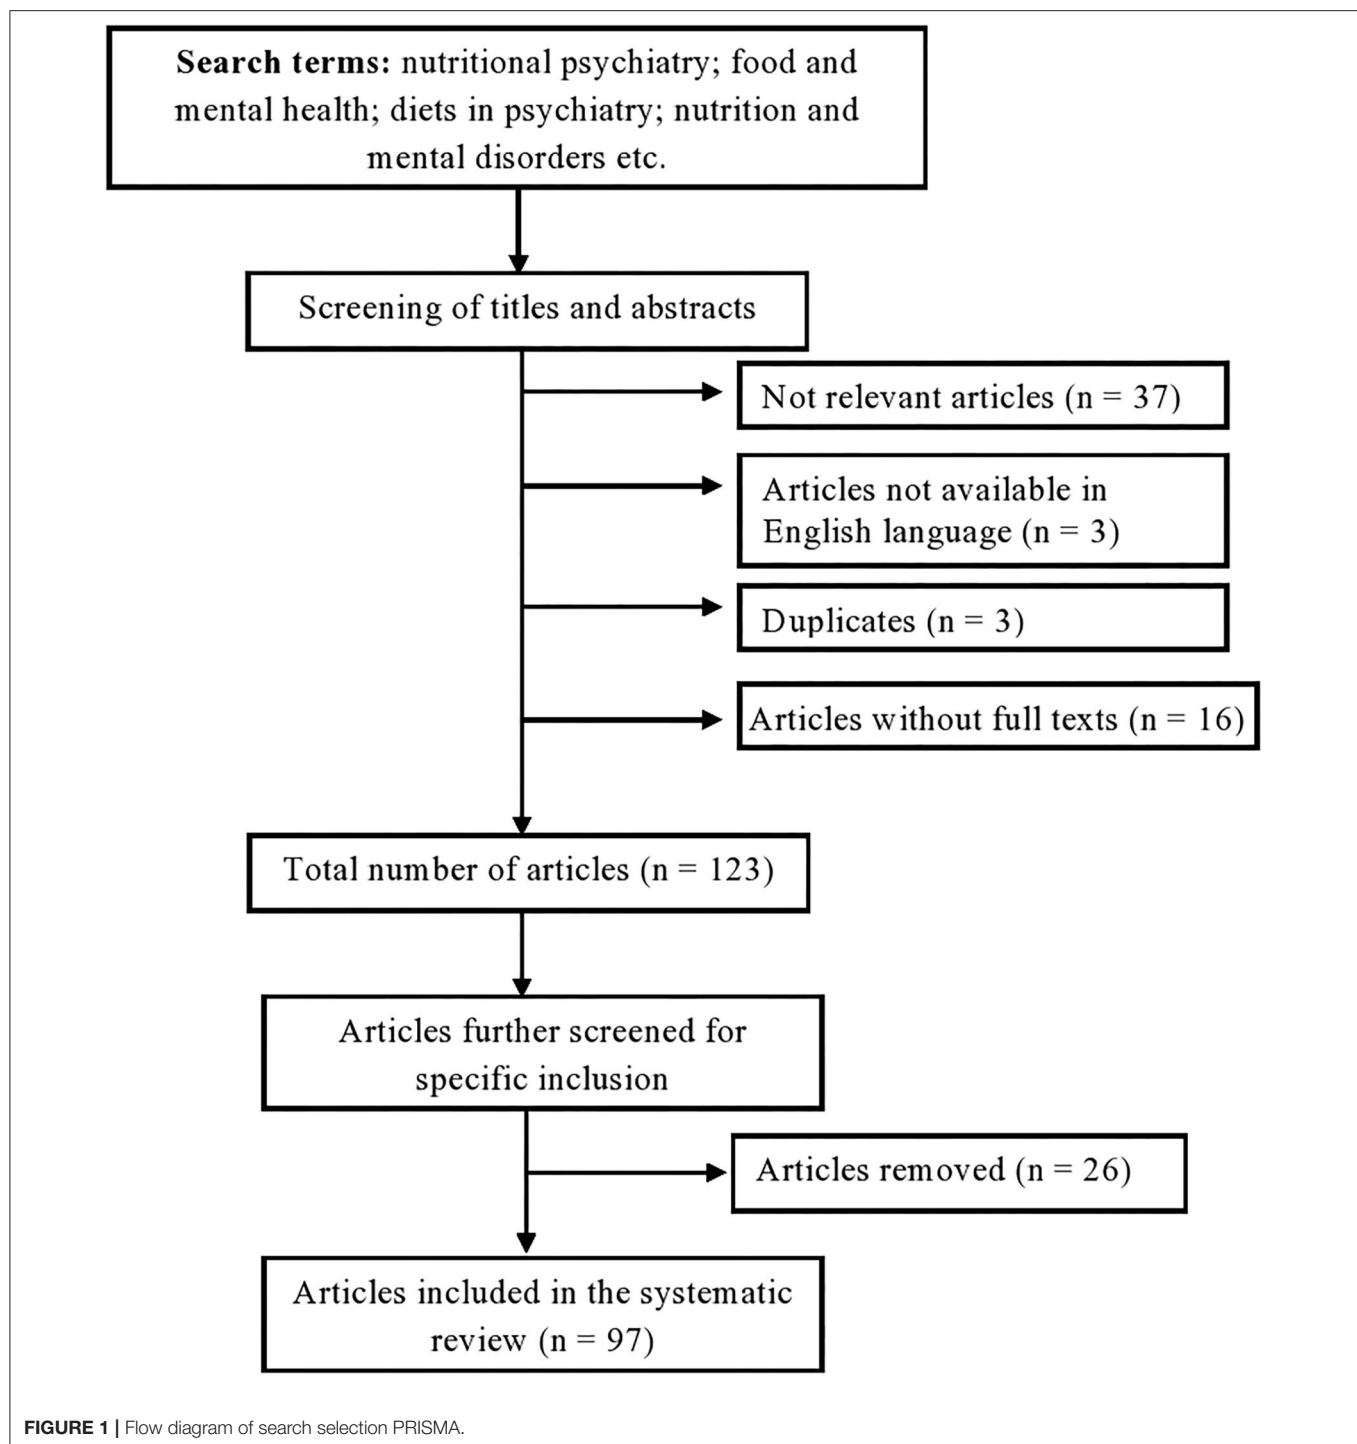 Search terms: nutritional psychiatry; food and
mental health; diets in psychiatry; nutrition and
mental disorders etc.
Screening of titles and abstracts
Not relevant articles (n = 37)
Articles not available in
English language (n = 3)
Duplicates (n = 3)
Articles without full texts (n = 16)
Total number of articles (n = 123)
Articles further screened for
specific inclusion
Articles removed (n = 26)
Articles included in the systematic
review (n = 97)
FIGURE 1 | Flow diagram of search selection PRISMA.